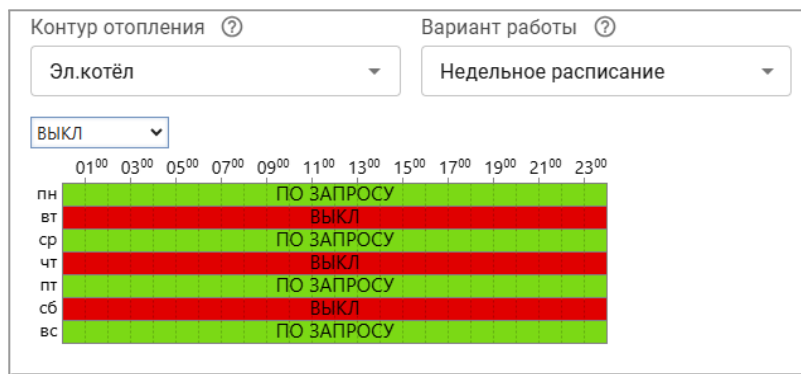 Контур отопления ? Вариант работы ?
Эл.котёл Недельное расписание
ВЫКЛ
01⁰⁰ 03⁰⁰ 05⁰⁰ 07⁰⁰ 09⁰⁰ 11⁰⁰ 13⁰⁰ 15⁰⁰ 17⁰⁰ 19⁰⁰ 21⁰⁰ 23⁰⁰
пн ПО ЗАПРОСУ
вт ВЫКЛ
ср ПО ЗАПРОСУ
чт ВЫКЛ
пт ПО ЗАПРОСУ
сб ВЫКЛ
вс ПО ЗАПРОСУ